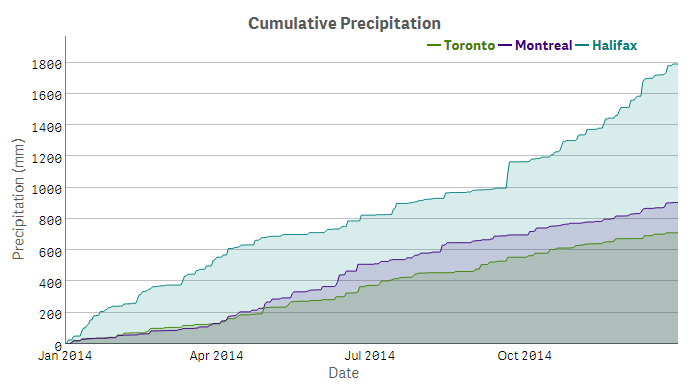 Cumulative Precipitation
Toronto Montreal Halifax
1800
1600
1400
1200
1000
800
600
400
200
0
Precipitation (mm)
Jan 2014 Apr 2014 Jul 2014 Oct 2014
Date